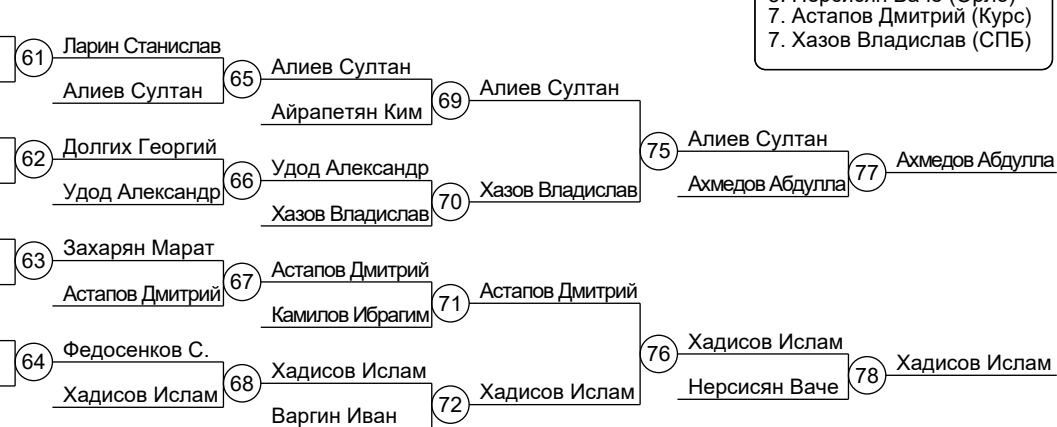 7. Астапов Дмитрий (Курс)
7. Хазов Владислав (СПБ)
61
Ларин Станислав
Алиев Султан
65
Алиев Султан
Айрапетян Ким
69
Алиев Султан
62
Долгих Георгий
Удод Александр
66
Удод Александр
Хазов Владислав
70
Хазов Владислав
75
Алиев Султан
Ахмедов Абдулла
77
Ахмедов Абдулла
63
Захарян Марат
Астапов Дмитрий
67
Астапов Дмитрий
Камилов Ибрагим
71
Астапов Дмитрий
64
Федосенков С.
Хадисов Ислам
68
Хадисов Ислам
Варгин Иван
72
Хадисов Ислам
76
Хадисов Ислам
Нерсисян Ваче
78
Хадисов Ислам